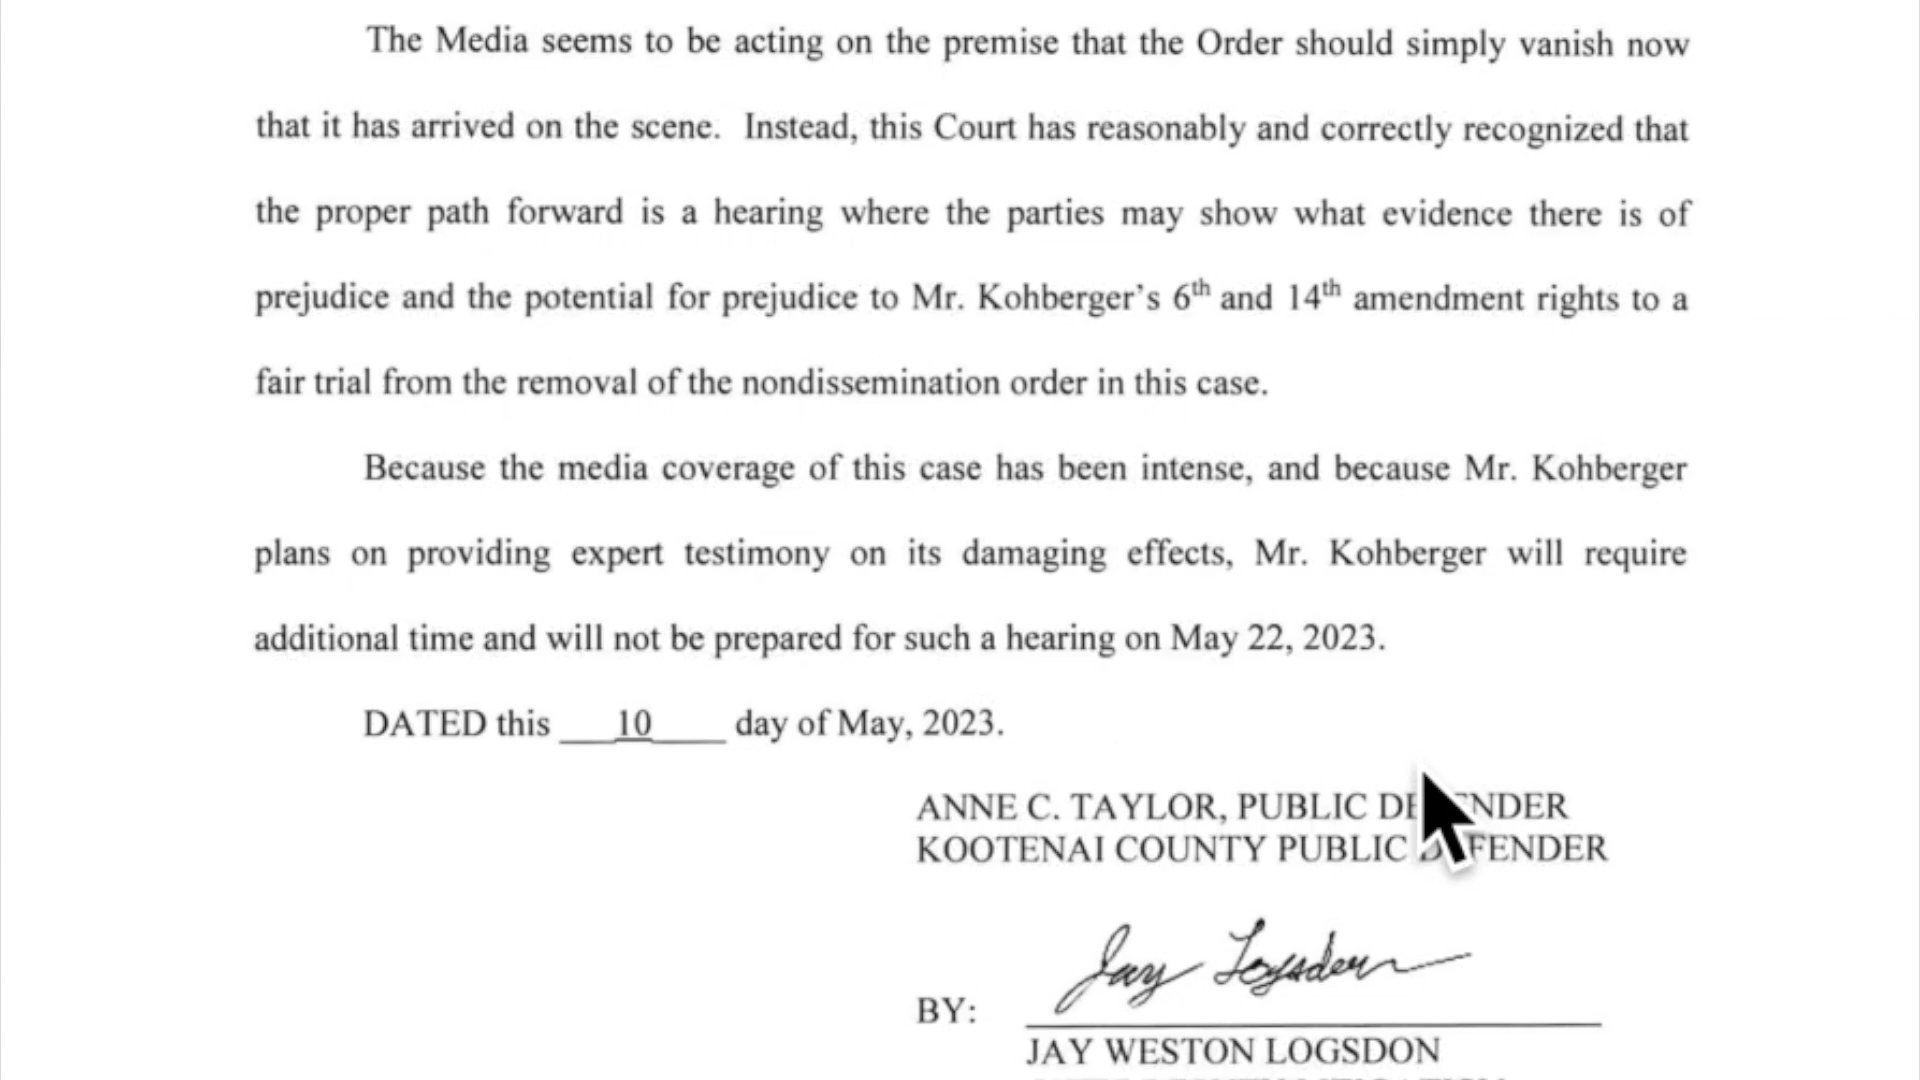 The Media seems to be acting on the premise that the Order should simply vanish now
that it has arrived on the scene. Instead, this Court has reasonably and correctly recognized that
the proper path forward is a hearing where the parties may show what evidence there is of
prejudice and the potential for prejudice to Mr. Kohberger's 6th and 14th amendment rights to a
fair trial from the removal of the nondissemination order in this case.
Because the media coverage of this case has been intense, and because Mr. Kohberger
plans on providing expert testimony on its damaging effects, Mr. Kohberger will require
additional time and will not be prepared for such a hearing on May 22, 2023.
DATED this 10 day of May, 2023.
ANNE C. TAYLOR, PUBLIC DEFENDER
KOOTENAI COUNTY PUBLIC DEFENDER
Jay Logsdon
BY:
JAY WESTON LOGSDON